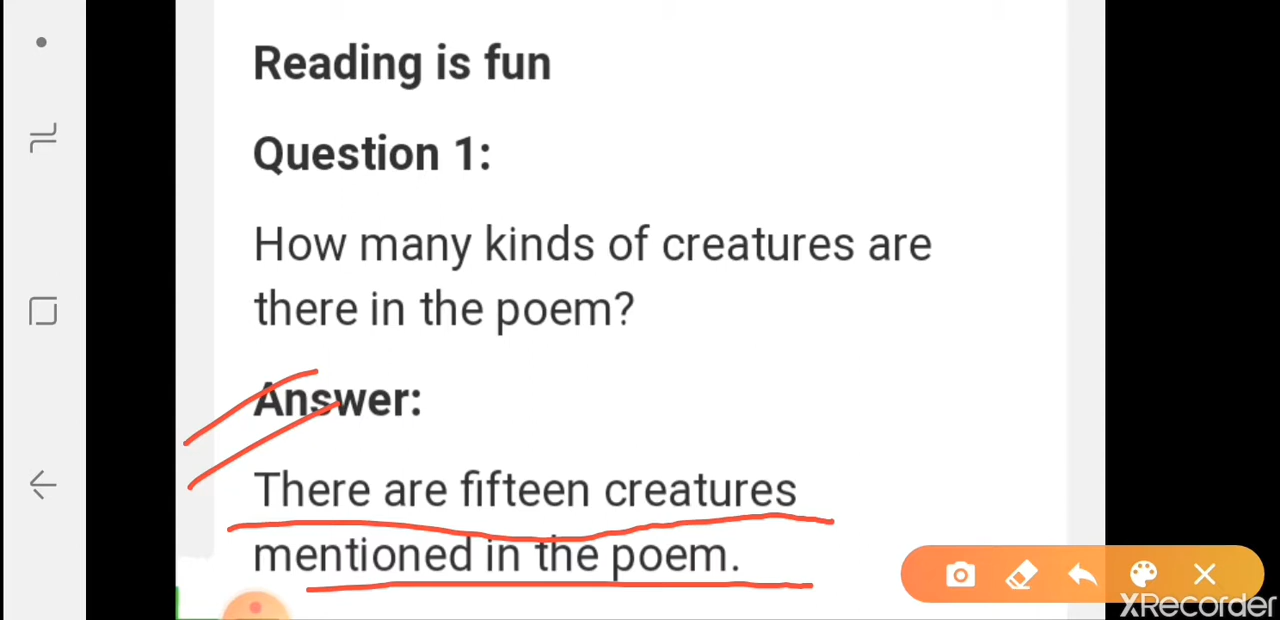 Reading is fun
Question 1:
How many kinds of creatures are
there in the poem?
Answer:
There are fifteen creatures
mentioned in the poem.
XRecorder